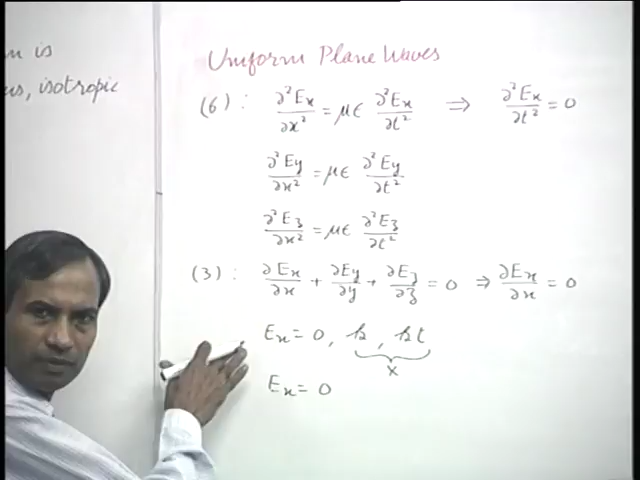 n is
us, isotropic
Uniform Plane Waves
(6) : ∂²Ex/∂x² = μϵ ∂²Ex/∂t² ⇒ ∂²Ex/∂t² = 0
∂²Ey/∂x² = μϵ ∂²Ey/∂t²
∂²Ez/∂x² = μϵ ∂²Ez/∂t²
(3) : ∂Ex/∂x + ∂Ey/∂y + ∂Ez/∂z = 0 ⇒ ∂Ex/∂x = 0
Ex = 0, k, kt
x
Ex = 0